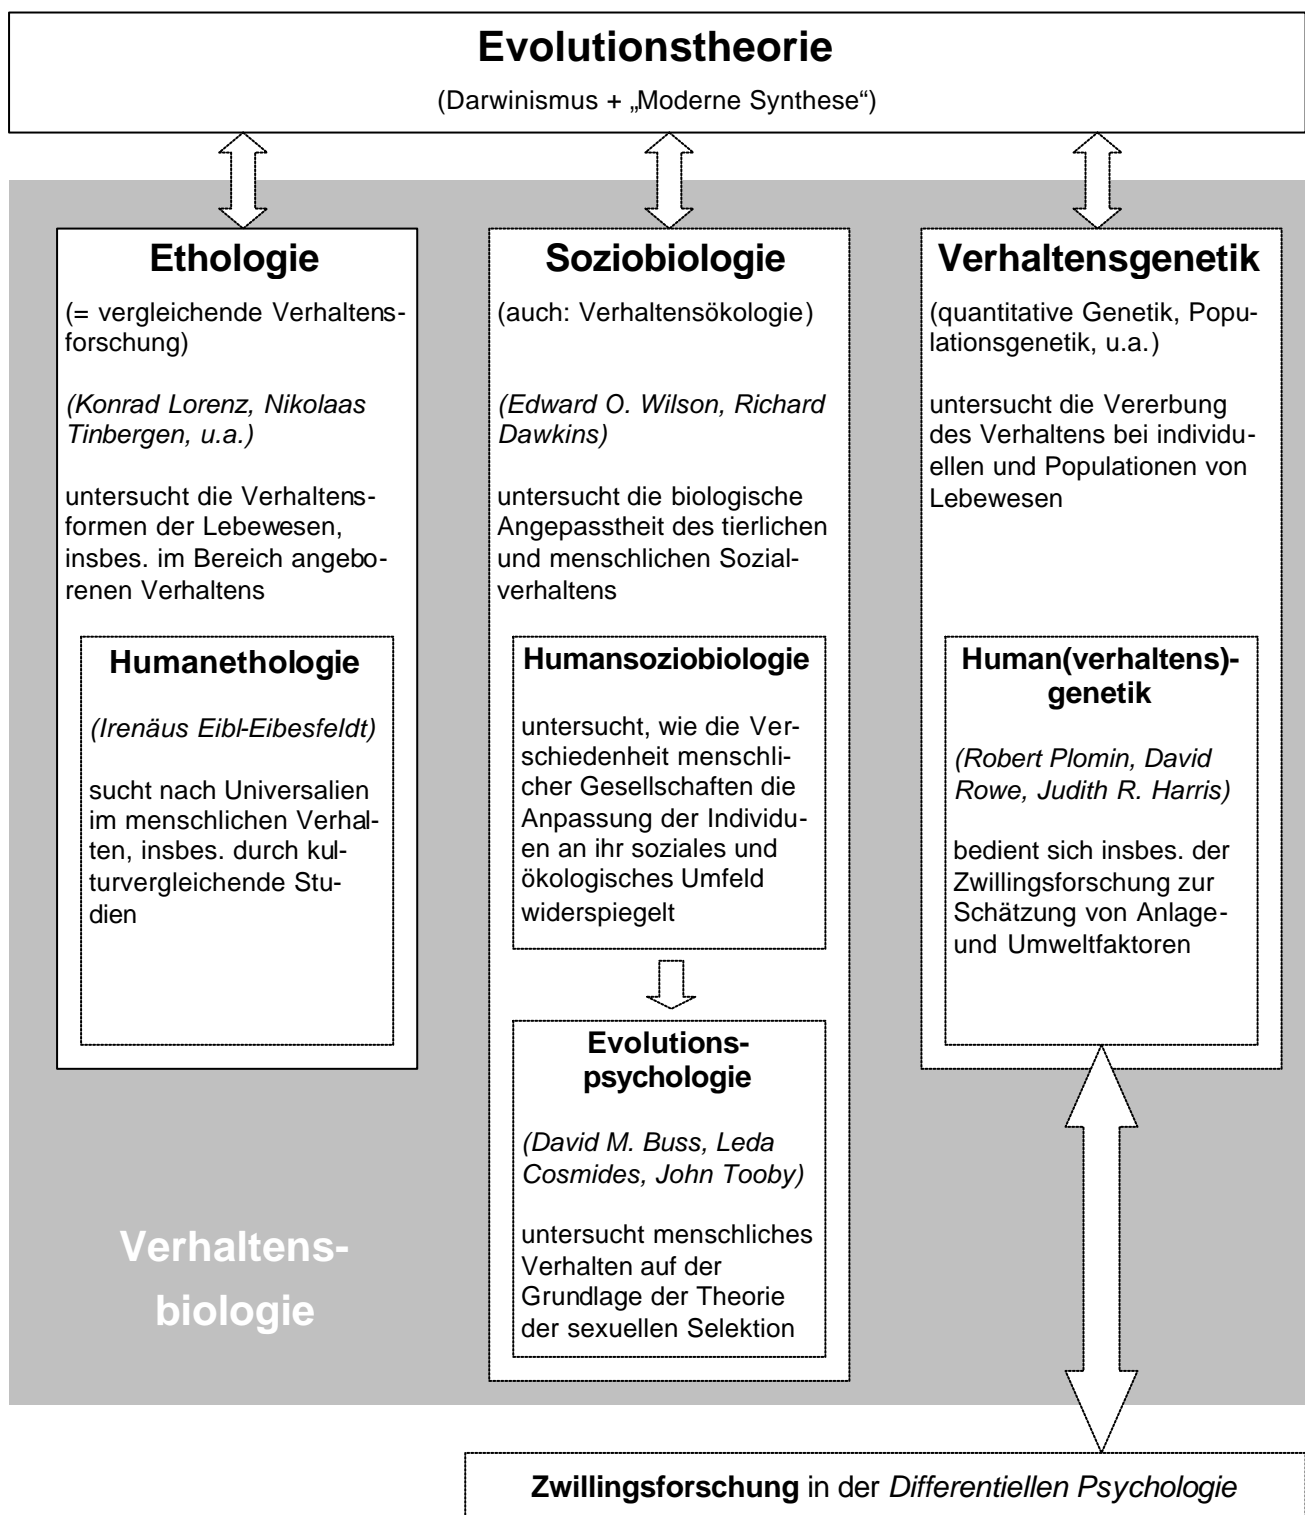 Evolutionstheorie
(Darwinismus + „Moderne Synthese“)
Ethologie
(= vergleichende Verhaltens-
forschung)
(Konrad Lorenz, Nikolaas
Tinbergen, u.a.)
untersucht die Verhaltens-
formen der Lebewesen,
insbes. im Bereich angebo-
renen Verhaltens
Humanethologie
(Irenäus Eibl-Eibesfeldt)
sucht nach Universalien
im menschlichen Verhal-
ten, insbes. durch kul-
turvergleichende Stu-
dien
Soziobiologie
(auch: Verhaltensökologie)
(Edward O. Wilson, Richard
Dawkins)
untersucht die biologische
Angepasstheit des tierlichen
und menschlichen Sozial-
verhaltens
Humansoziobiologie
untersucht, wie die Ver-
schiedenheit menschli-
cher Gesellschaften die
Anpassung der Individu-
en an ihr soziales und
ökologisches Umfeld
widerspiegelt
Evolutions-
psychologie
(David M. Buss, Leda
Cosmides, John Tooby)
untersucht menschliches
Verhalten auf der
Grundlage der Theorie
der sexuellen Selektion
Verhaltensgenetik
(quantitative Genetik, Popu-
lationsgenetik, u.a.)
untersucht die Vererbung
des Verhaltens bei individu-
ellen und Populationen von
Lebewesen
Human(verhaltens)-
genetik
(Robert Plomin, David
Rowe, Judith R. Harris)
bedient sich insbes. der
Zwillingsforschung zur
Schätzung von Anlage-
und Umweltfaktoren
Verhaltens-
biologie
Zwillingsforschung in der Differentiellen Psychologie